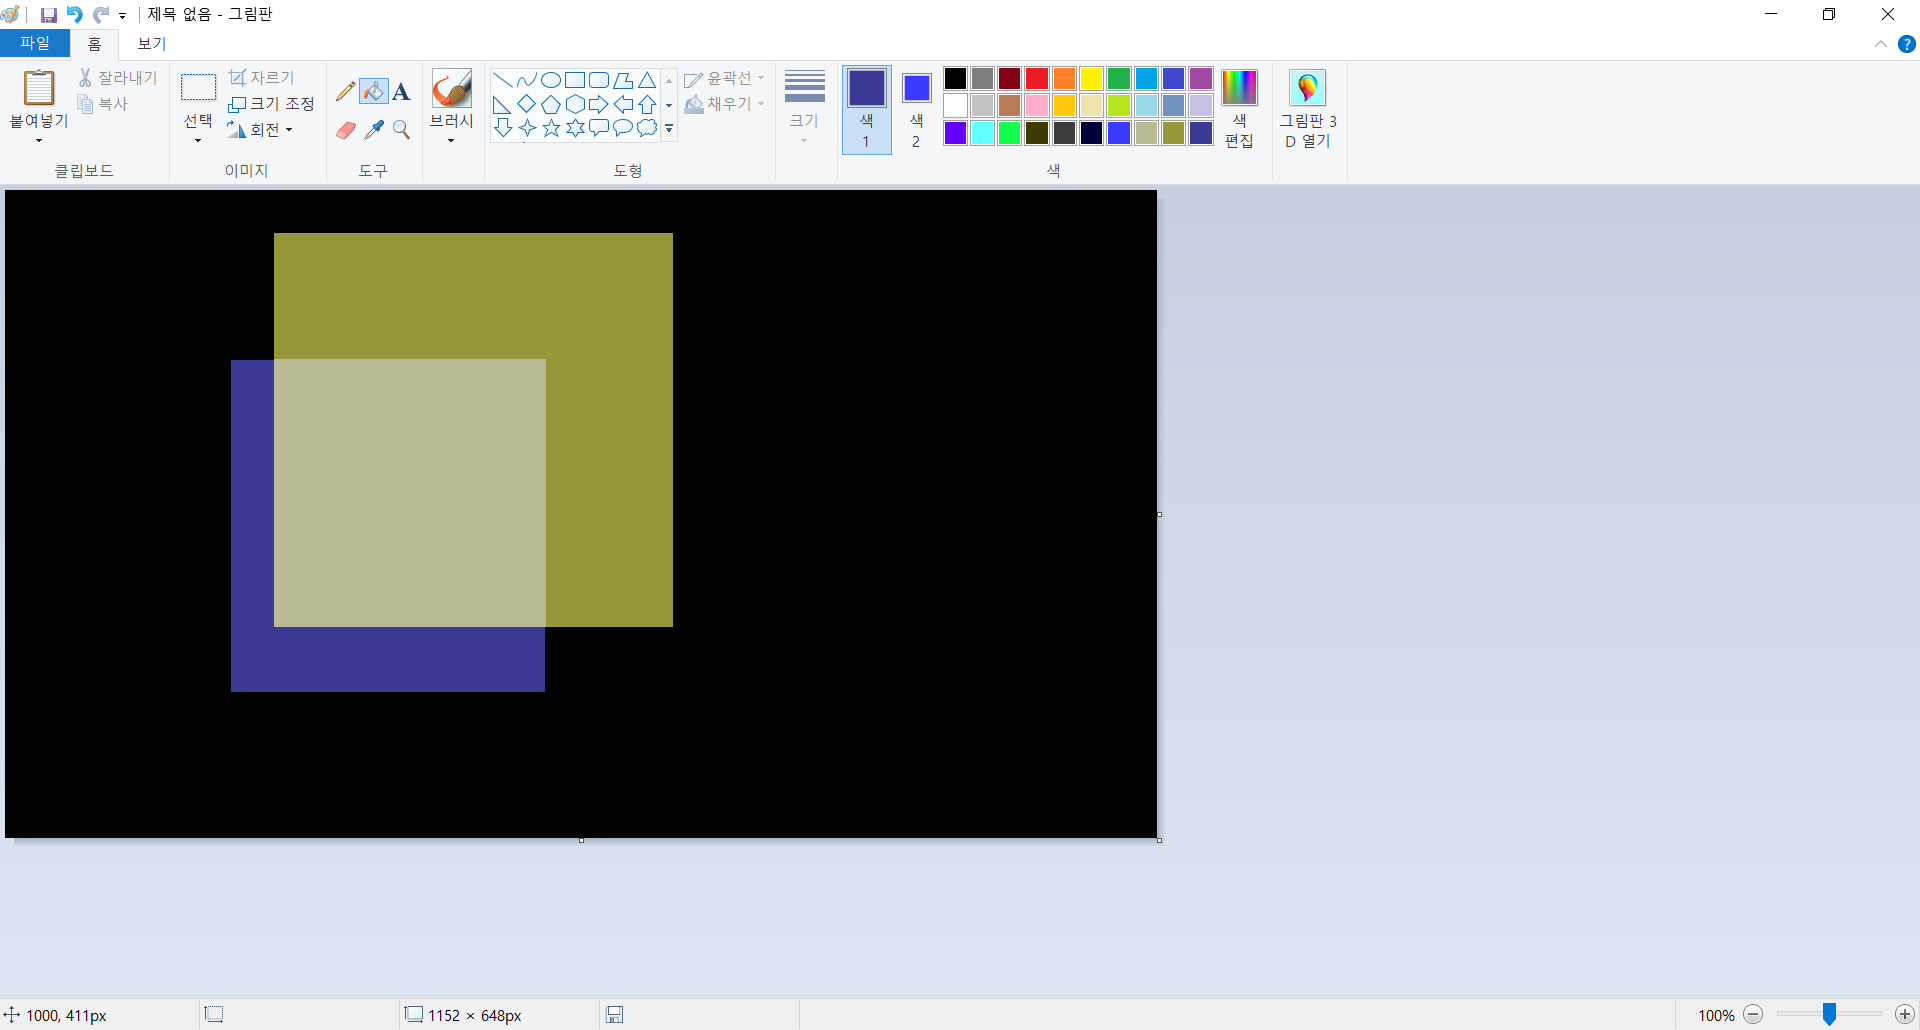 제목 없음 - 그림판
파일 홈 보기
붙여넣기
잘라내기
복사
클립보드
선택
자르기
크기 조정
회전
이미지
A
도구
브러시
윤곽선
채우기
도형
크기
색
1
색
2
색
편집
색
그림판 3
D 열기
1000, 411px
1152 × 648px
100%